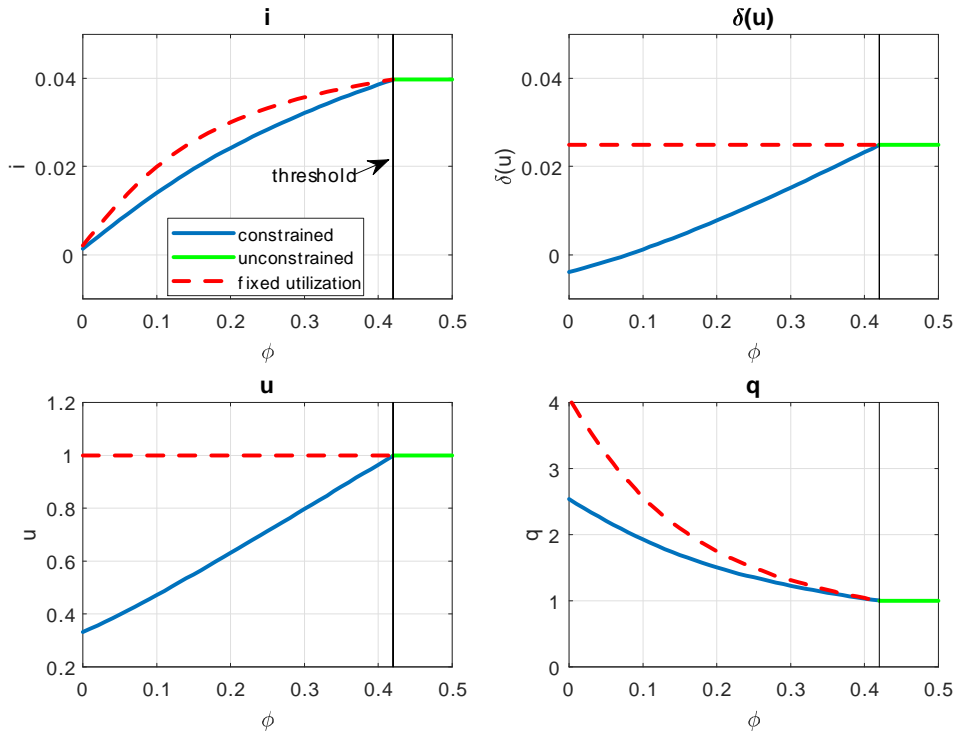 i
δ(u)
0.04
0.02
0
i
threshold
constrained
unconstrained
fixed utilization
0 0.1 0.2 0.3 0.4 0.5
ϕ
0.04
0.02
0
δ(u)
0 0.1 0.2 0.3 0.4 0.5
ϕ
u
q
1.2
1
0.8
0.6
0.4
0.2
u
0 0.1 0.2 0.3 0.4 0.5
ϕ
4
3
2
1
0
q
0 0.1 0.2 0.3 0.4 0.5
ϕ